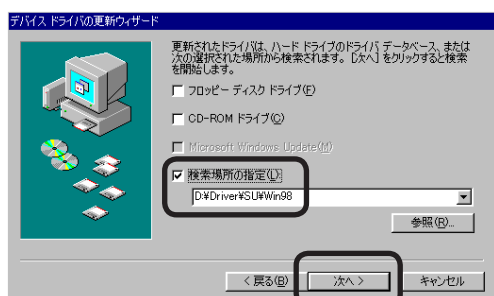 デバイス ドライバの更新ウィザード
更新されたドライバは、ハード ドライブのドライバ データベース、または
次の選択された場所から検索されます。[次へ] をクリックすると検索
を開始します。
フロッピー ディスク ドライブ(F)
CD-ROM ドライブ(C)
Microsoft Windows Update(M)
検索場所の指定(L):
D:¥Driver¥SU¥Win98
参照(R)...
< 戻る(B)
次へ >
キャンセル